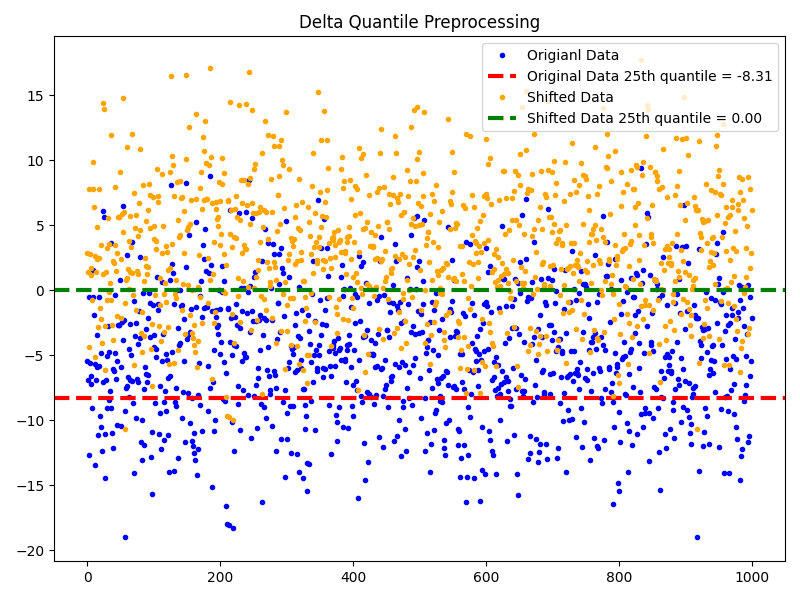 Delta Quantile Preprocessing
Origianl Data
Original Data 25th quantile = -8.31
Shifted Data
Shifted Data 25th quantile = 0.00
15
10
5
0
−5
−10
−15
−20
0 200 400 600 800 1000